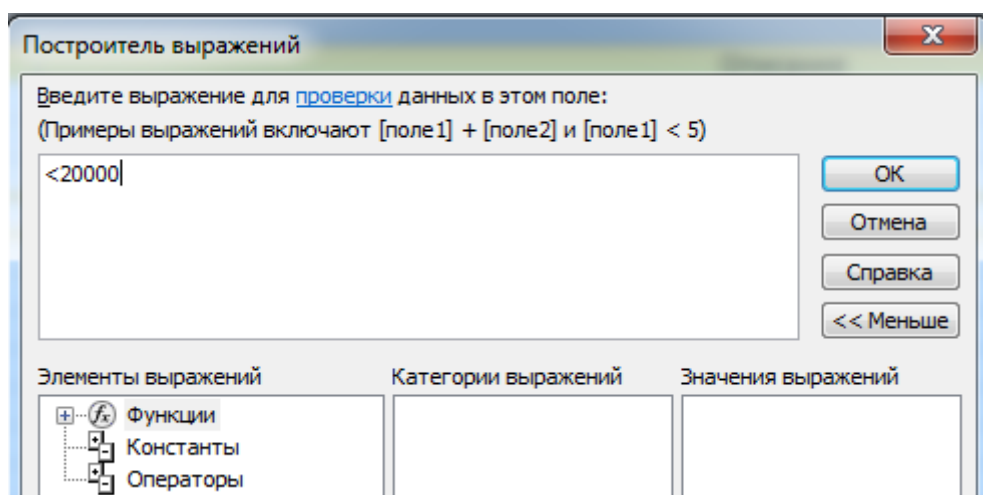 Построитель выражений
Введите выражение для проверки данных в этом поле:
(Примеры выражений включают [поле1] + [поле2] и [поле1] < 5)
<20000
ОК
Отмена
Справка
<< Меньше
Элементы выражений
Категории выражений
Значения выражений
Функции
Константы
Операторы